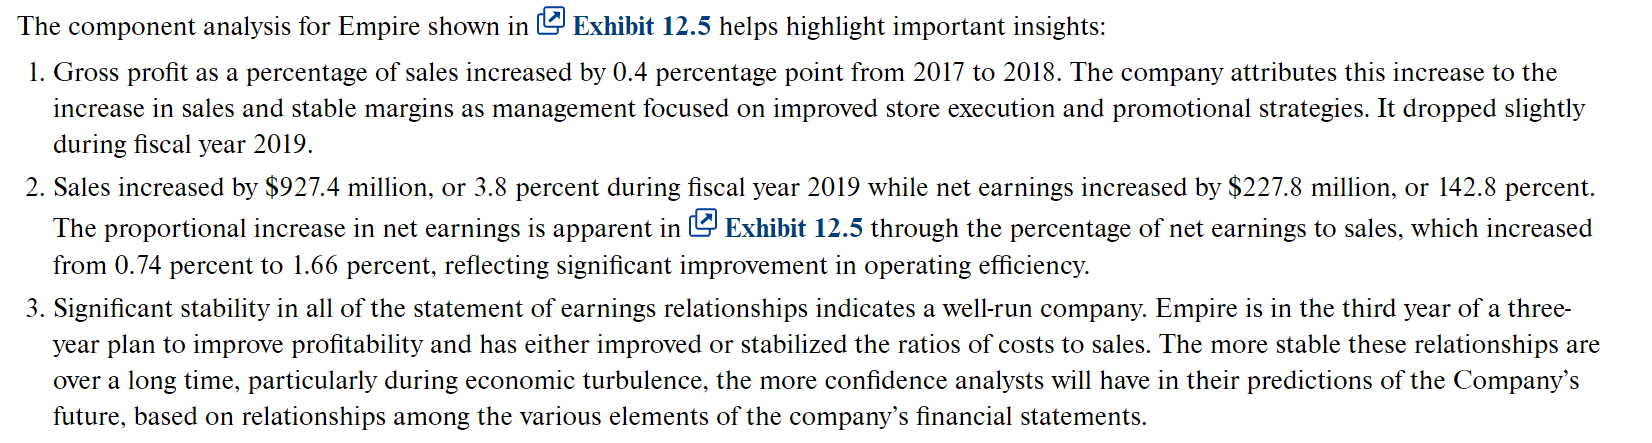 The component analysis for Empire shown in Exhibit 12.5 helps highlight important insights:
1. Gross profit as a percentage of sales increased by 0.4 percentage point from 2017 to 2018. The company attributes this increase to the
increase in sales and stable margins as management focused on improved store execution and promotional strategies. It dropped slightly
during fiscal year 2019.
2. Sales increased by $927.4 million, or 3.8 percent during fiscal year 2019 while net earnings increased by $227.8 million, or 142.8 percent.
The proportional increase in net earnings is apparent in Exhibit 12.5 through the percentage of net earnings to sales, which increased
from 0.74 percent to 1.66 percent, reflecting significant improvement in operating efficiency.
3. Significant stability in all of the statement of earnings relationships indicates a well-run company. Empire is in the third year of a three-
year plan to improve profitability and has either improved or stabilized the ratios of costs to sales. The more stable these relationships are
over a long time, particularly during economic turbulence, the more confidence analysts will have in their predictions of the Company’s
future, based on relationships among the various elements of the company’s financial statements.